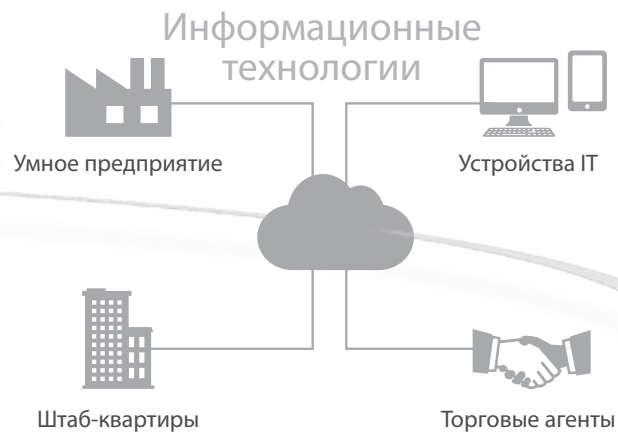 Информационные
технологии
Умное предприятие
Устройства IT
Штаб-квартиры
Торговые агенты